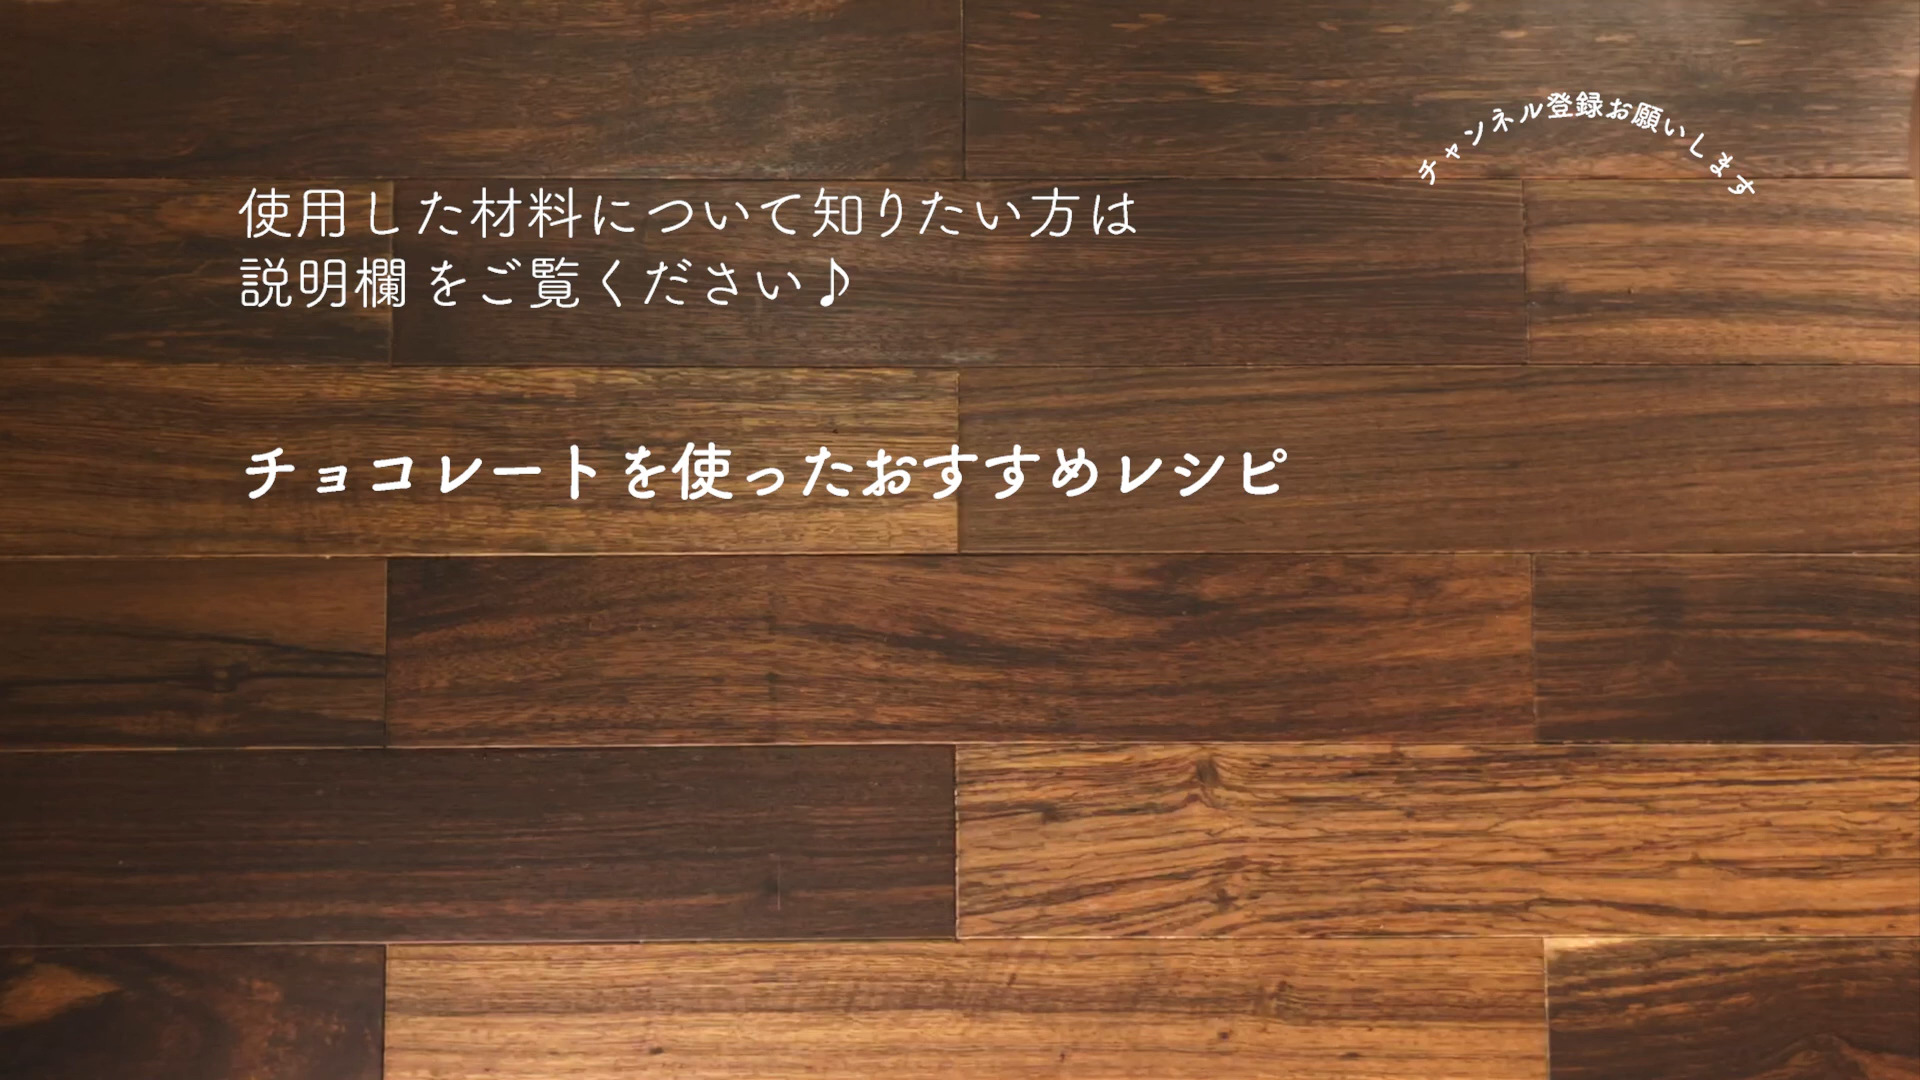 チャンネル登録お願いします
使用した材料について知りたい方は
説明欄をご覧ください♪
チョコレートを使ったおすすめレシピ